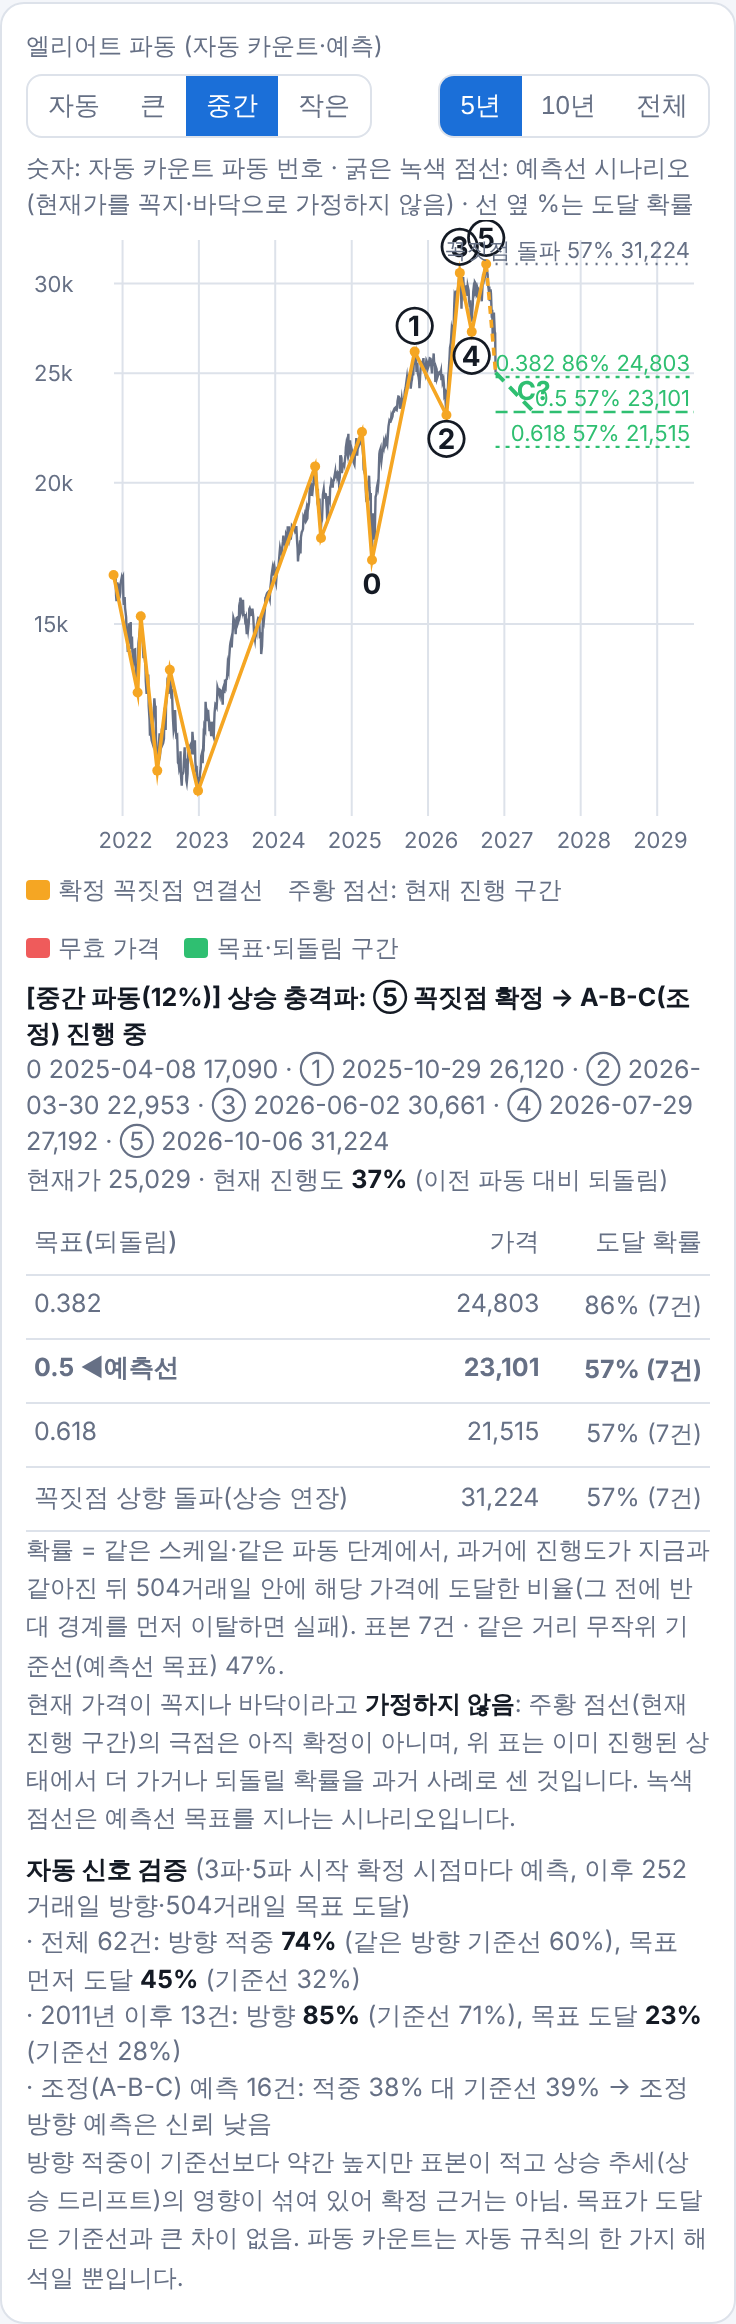 엘리어트 파동 (자동 카운트·예측)
자동 큰 중간 작은 5년 10년 전체
숫자: 자동 카운트 파동 번호 · 굵은 녹색 점선: 예측선 시나리오
(현재가를 꼭지·바닥으로 가정하지 않음) · 선 옆 %는 도달 확률
③ ⑤
꼭짓점 돌파 57% 31,224
30k
①
④
0.382 86% 24,803
25k
C?
0.5 57% 23,101
②
0.618 57% 21,515
20k
0
15k
2022 2023 2024 2025 2026 2027 2028 2029
확정 꼭짓점 연결선 주황 점선: 현재 진행 구간
무효 가격 목표·되돌림 구간
[중간 파동(12%)] 상승 충격파: ⑤ 꼭짓점 확정 → A-B-C(조
정) 진행 중
0 2025-04-08 17,090 · ① 2025-10-29 26,120 · ② 2026-
03-30 22,953 · ③ 2026-06-02 30,661 · ④ 2026-07-29
27,192 · ⑤ 2026-10-06 31,224
현재가 25,029 · 현재 진행도 37% (이전 파동 대비 되돌림)
목표(되돌림) 가격 도달 확률
0.382 24,803 86% (7건)
0.5 ◀예측선 23,101 57% (7건)
0.618 21,515 57% (7건)
꼭짓점 상향 돌파(상승 연장) 31,224 57% (7건)
확률 = 같은 스케일·같은 파동 단계에서, 과거에 진행도가 지금과
같아진 뒤 504거래일 안에 해당 가격에 도달한 비율(그 전에 반
대 경계를 먼저 이탈하면 실패). 표본 7건 · 같은 거리 무작위 기
준선(예측선 목표) 47%.
현재 가격이 꼭지나 바닥이라고 가정하지 않음: 주황 점선(현재
진행 구간)의 극점은 아직 확정이 아니며, 위 표는 이미 진행된 상
태에서 더 가거나 되돌릴 확률을 과거 사례로 센 것입니다. 녹색
점선은 예측선 목표를 지나는 시나리오입니다.
자동 신호 검증 (3파·5파 시작 확정 시점마다 예측, 이후 252
거래일 방향·504거래일 목표 도달)
· 전체 62건: 방향 적중 74% (같은 방향 기준선 60%), 목표
먼저 도달 45% (기준선 32%)
· 2011년 이후 13건: 방향 85% (기준선 71%), 목표 도달 23%
(기준선 28%)
· 조정(A-B-C) 예측 16건: 적중 38% 대 기준선 39% → 조정
방향 예측은 신뢰 낮음
방향 적중이 기준선보다 약간 높지만 표본이 적고 상승 추세(상
승 드리프트)의 영향이 섞여 있어 확정 근거는 아님. 목표가 도달
은 기준선과 큰 차이 없음. 파동 카운트는 자동 규칙의 한 가지 해
석일 뿐입니다.